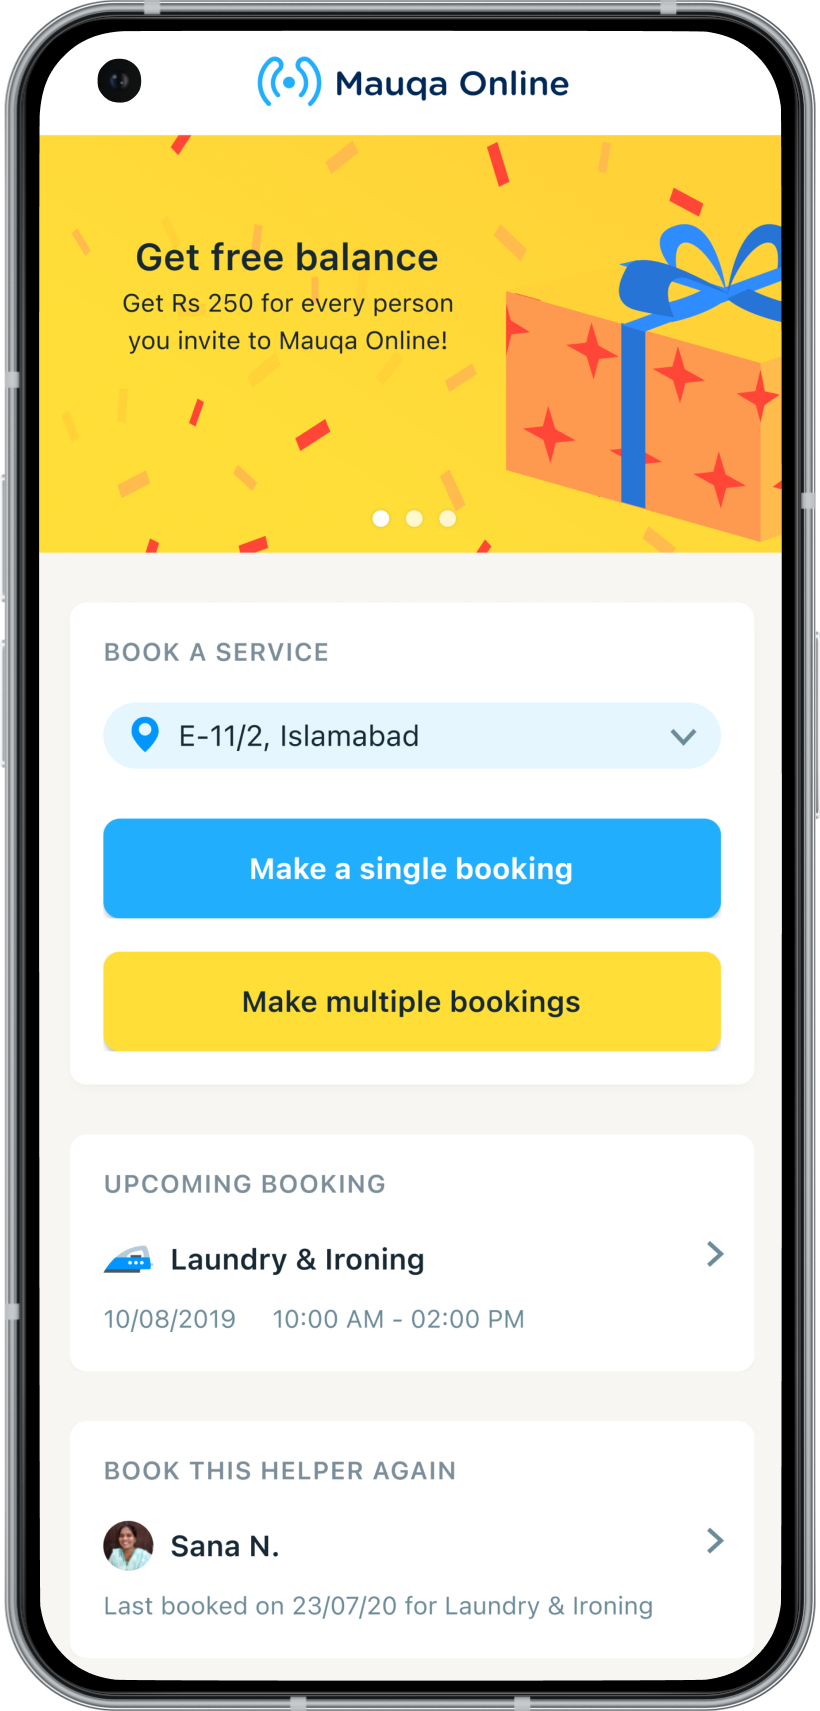 Mauqa Online
Get free balance
Get Rs 250 for every person
you invite to Mauqa Online!
BOOK A SERVICE
E-11/2, Islamabad
Make a single booking
Make multiple bookings
UPCOMING BOOKING
Laundry & Ironing
10/08/2019 10:00 AM - 02:00 PM
BOOK THIS HELPER AGAIN
Sana N.
Last booked on 23/07/20 for Laundry & Ironing